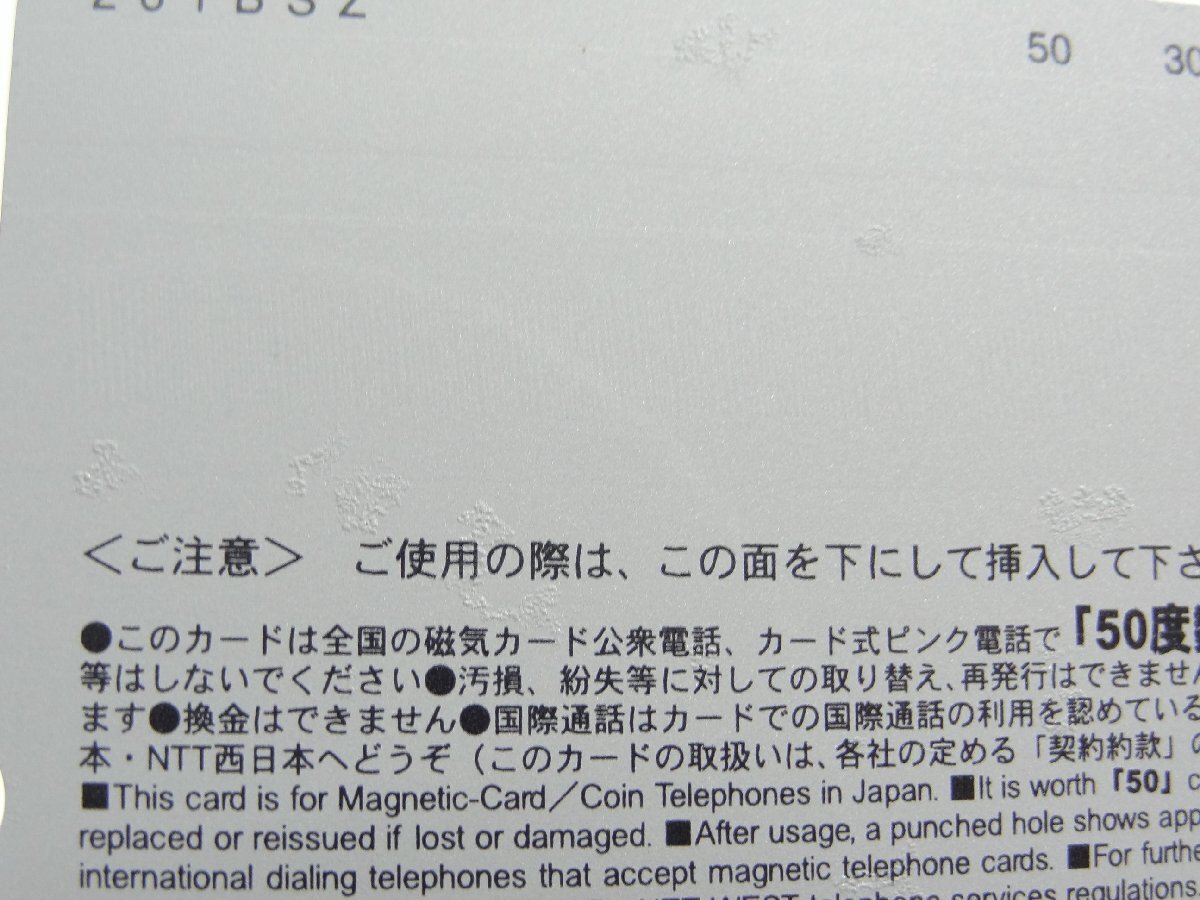 50 30
<ご注意> ご使用の際は、この面を下にして挿入して下さ
●このカードは全国の磁気カード公衆電話、カード式ピンク電話で「50度
等はしないでください●汚損、紛失等に対しての取り替え、再発行はできません
ます●換金はできません●国際通話はカードでの国際通話の利用を認めている
本・NTT西日本へどうぞ（このカードの取扱いは、各社の定める「契約約款」の
■This card is for Magnetic-Card／Coin Telephones in Japan. ■It is worth「50」c
replaced or reissued if lost or damaged. ■After usage, a punched hole shows app
international dialing telephones that accept magnetic telephone cards. ■For furthe
telephone services regulations